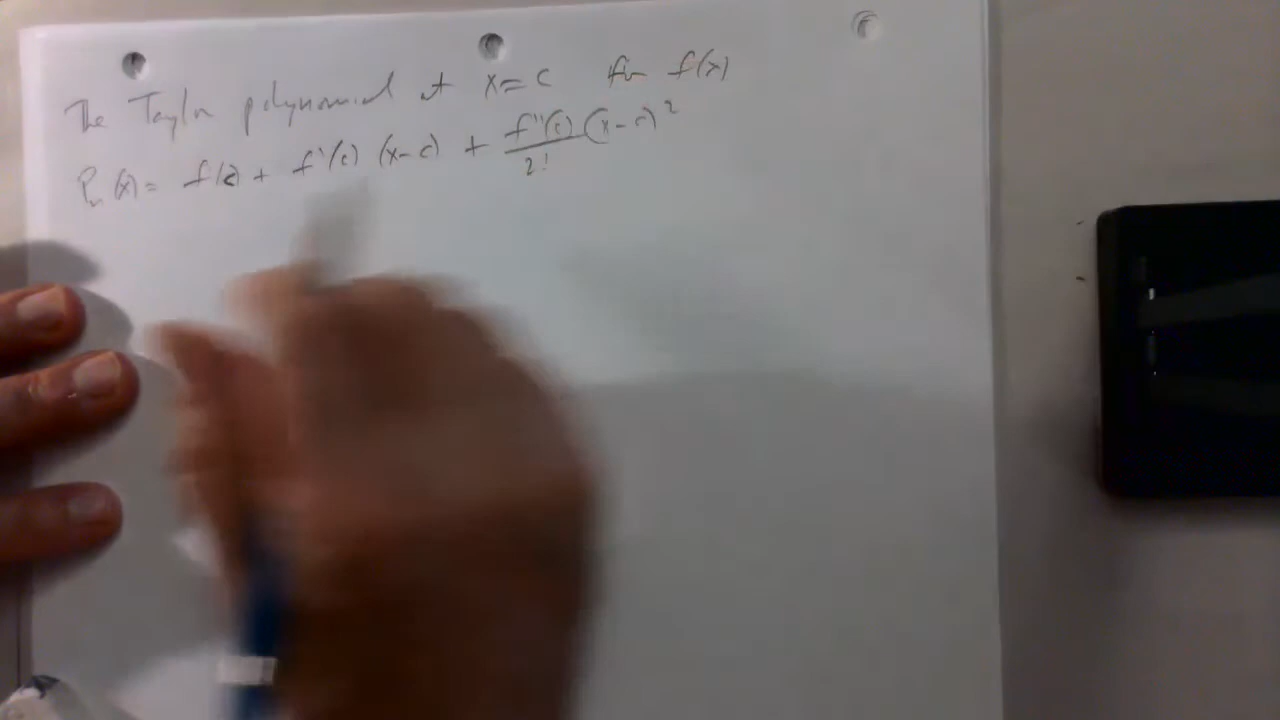 The Taylor polynomial at x = c for f(x)
Pn(x) = f(c) + f'(c) (x-c) + f''(c)/2! (x-c)²